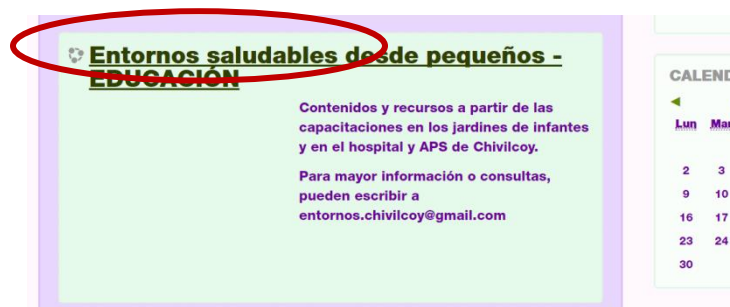 Entornos saludables desde pequeños -
EDUCACIÓN
Contenidos y recursos a partir de las
capacitaciones en los jardines de infantes
y en el hospital y APS de Chivilcoy.
Para mayor información o consultas,
pueden escribir a
entornos.chivilcoy@gmail.com
CALEND
Lun Mar
2 3
9 10
16 17
23 24
30